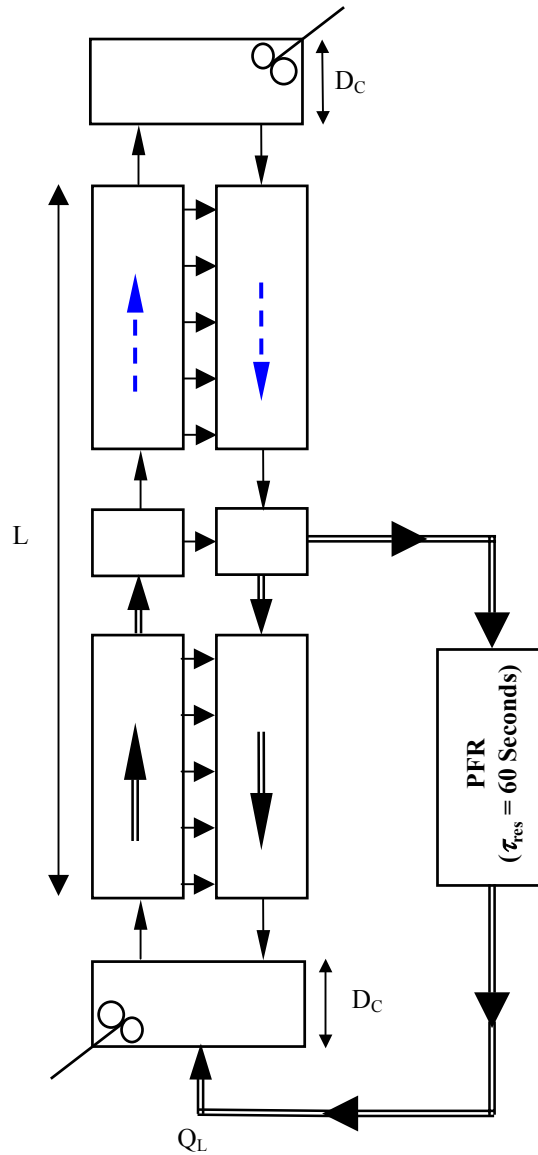 D_C
L
PFR
(τ_res = 60 Seconds)
D_C
Q_L